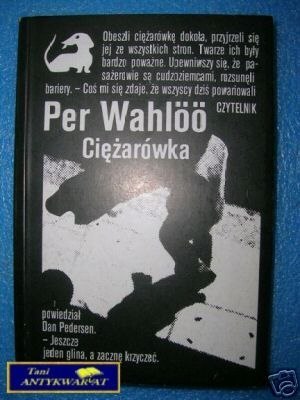 Obeszli ciężarówkę dokoła, przyjrzeli się
jej ze wszystkich stron. Twarze ich były
bardzo poważne. Upewniwszy się, że pa-
sażerowie są cudzoziemcami, rozsunęli
bariery. – Coś mi się zdaje, że wszyscy dziś powariowali
CZYTELNIK
Per Wahlöö
Ciężarówka
powiedział
Dan Pedersen.
– Jeszcze
jeden glina, a zacznę krzyczeć.
Tani
ANTYKWARIAT